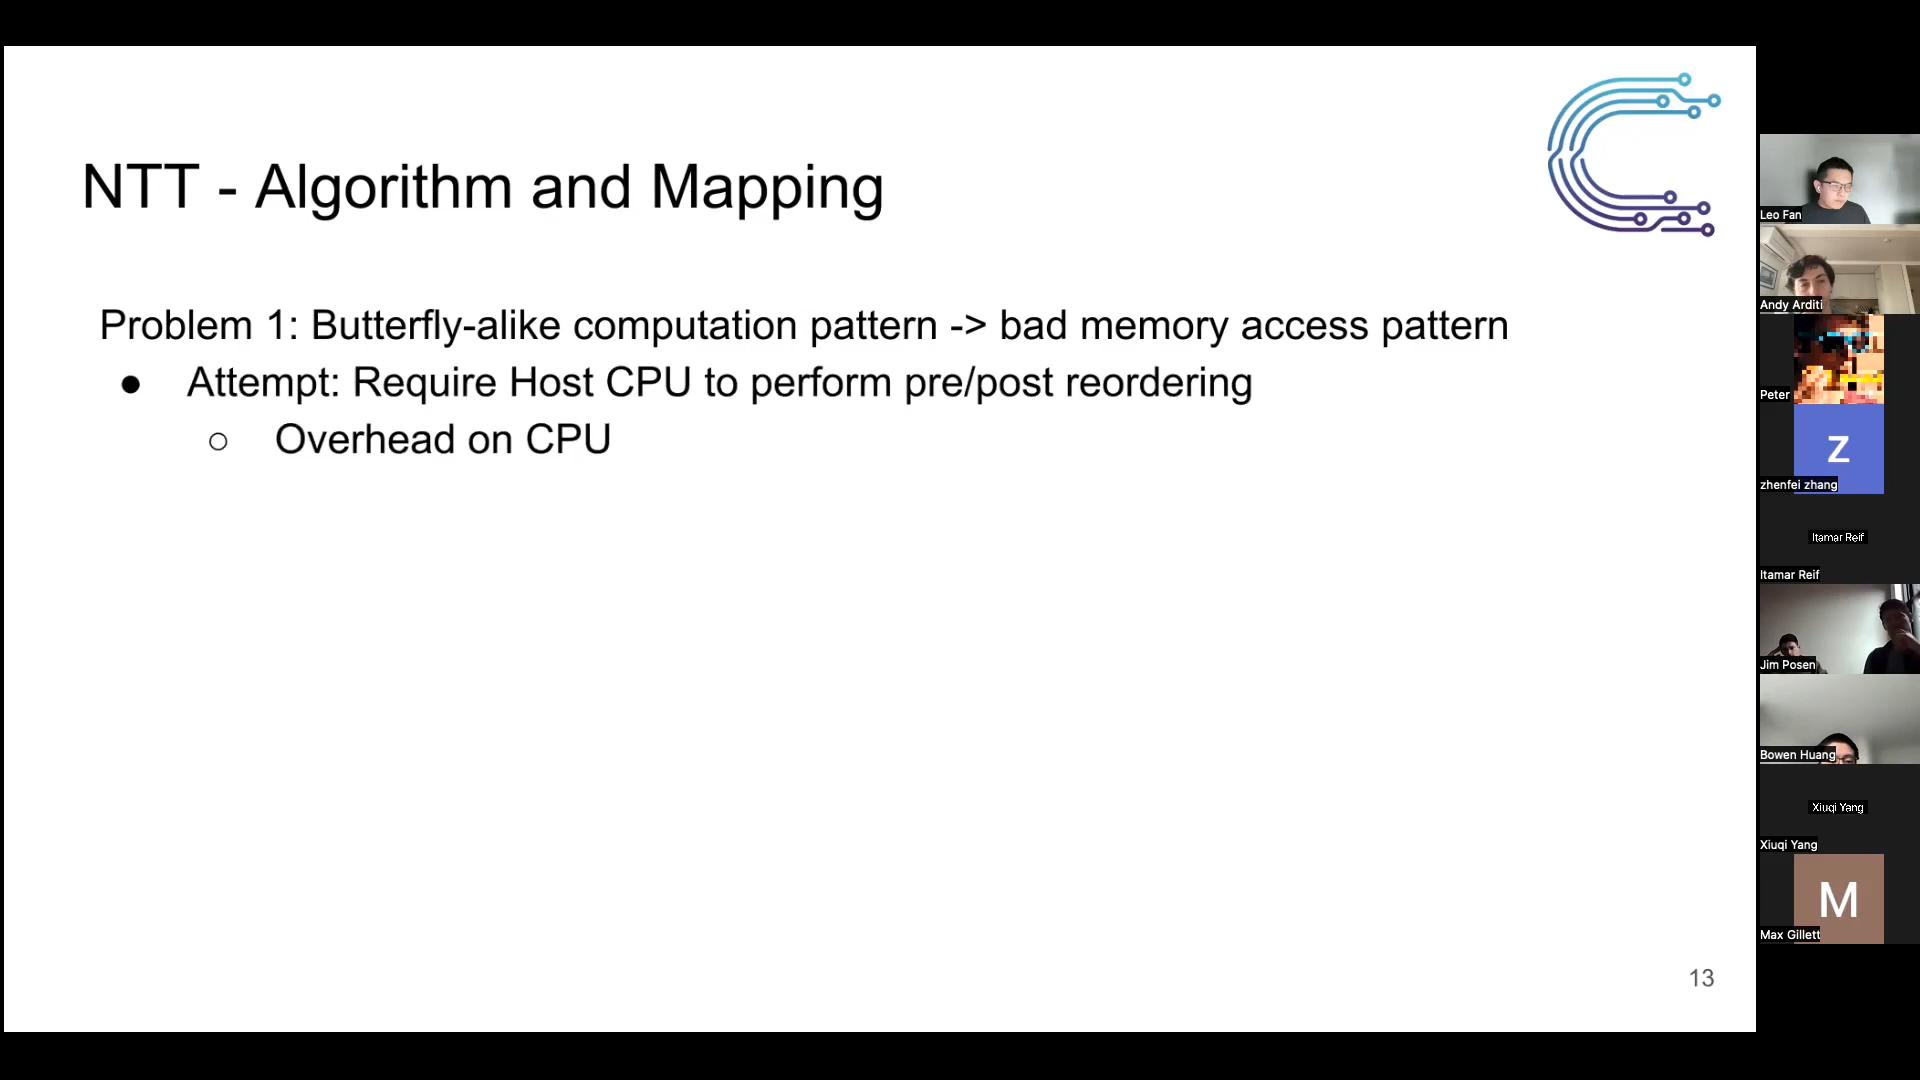 NTT - Algorithm and Mapping
Problem 1: Butterfly-alike computation pattern -> bad memory access pattern
● Attempt: Require Host CPU to perform pre/post reordering
○ Overhead on CPU
13
Leo Fan
Andy Arditi
Peter
Z
zhenfei zhang
Itamar Reif
Itamar Reif
Jim Posen
Bowen Huang
Xiuqi Yang
Xiuqi Yang
M
Max Gillett